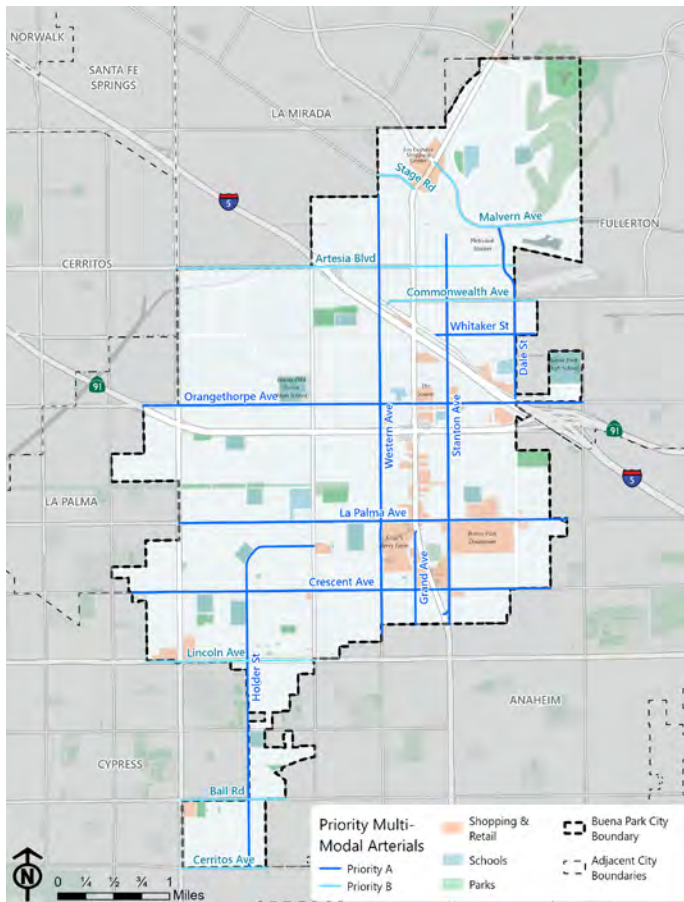 NORWALK
SANTA FE
SPRINGS
LA MIRADA
Stage Rd
5
Malvern Ave
FULLERTON
CERRITOS
Artesia Blvd
Commonwealth Ave
Whitaker St
Dale St
91
Orangethorpe Ave
Western Ave
Stanton Ave
91
5
LA PALMA
La Palma Ave
Crescent Ave
Grand Ave
Lincoln Ave
Holder St
ANAHEIM
CYPRESS
Ball Rd
Cerritos Ave
N
0 ¼ ½ ¾ 1
Miles
Priority Multi-
Modal Arterials
Priority A
Priority B
Shopping &
Retail
Schools
Parks
Buena Park City
Boundary
Adjacent City
Boundaries